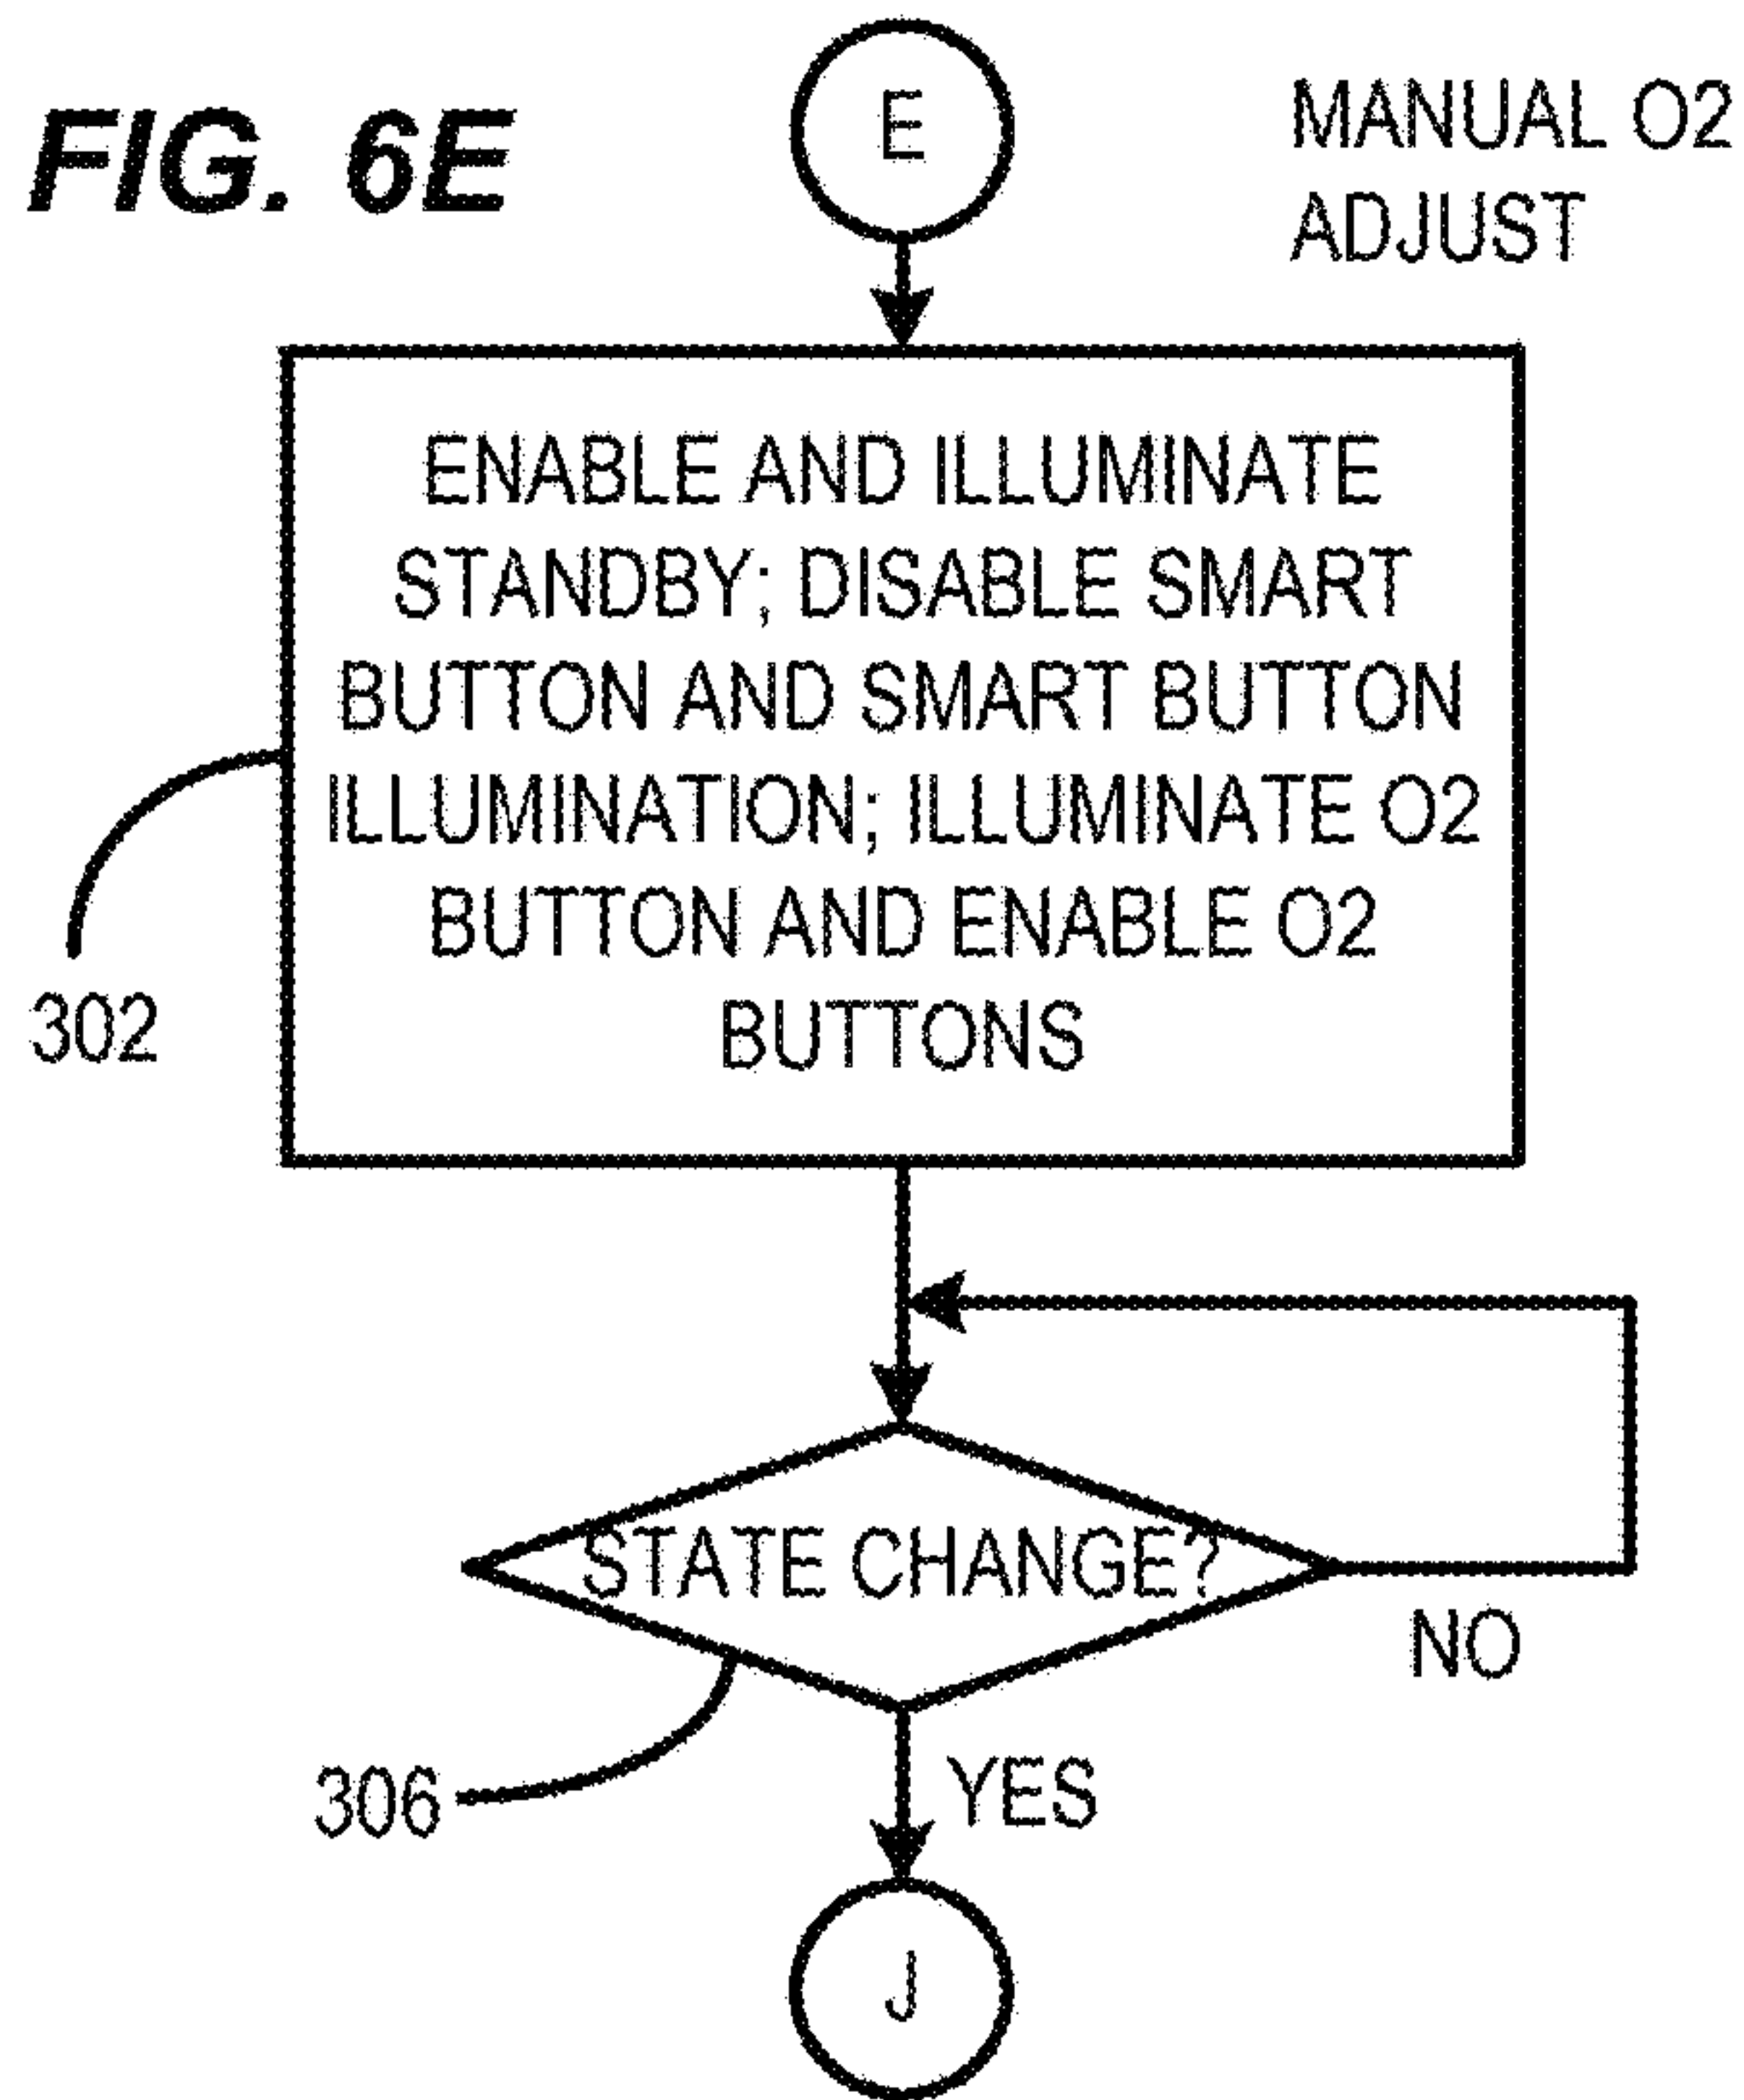 FIG. 6E
E
MANUAL O2
ADJUST
ENABLE AND ILLUMINATE
STANDBY; DISABLE SMART
BUTTON AND SMART BUTTON
ILLUMINATION; ILLUMINATE O2
BUTTON AND ENABLE O2
BUTTONS
302
STATE CHANGE?
NO
306
YES
J